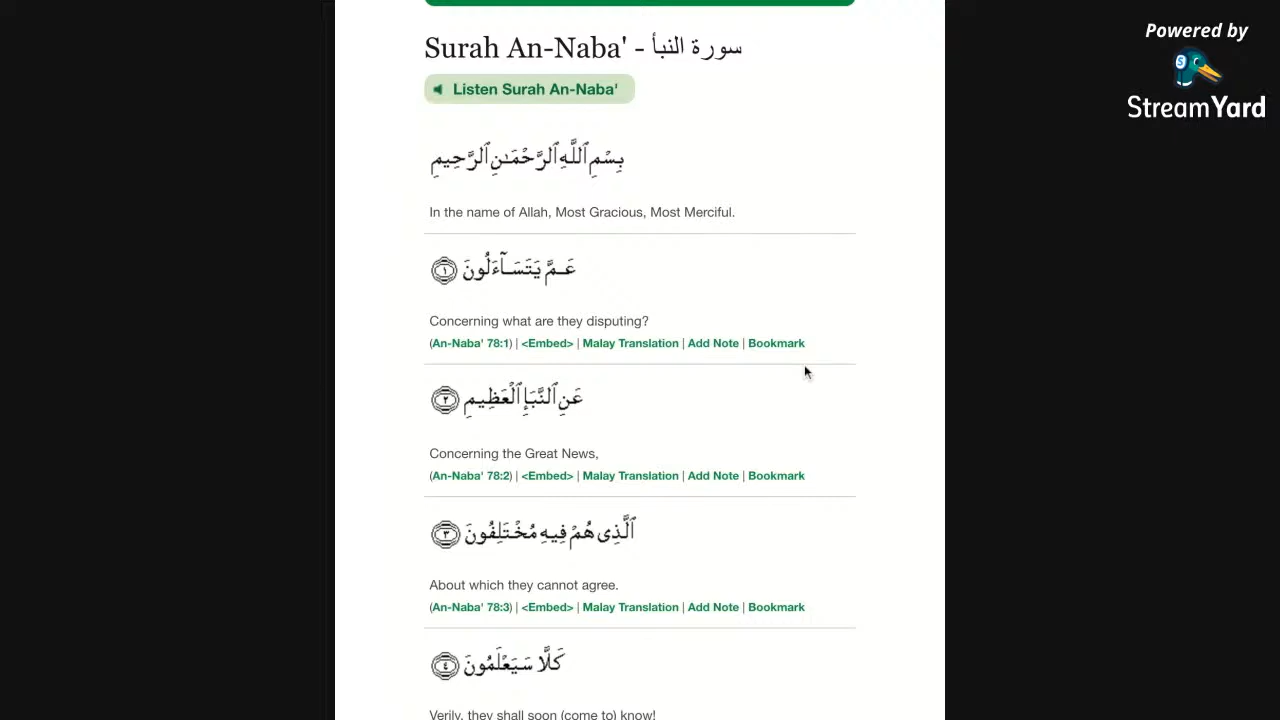 Surah An-Naba' - سورة النبأ
Listen Surah An-Naba'
بِسْمِ ٱللَّهِ ٱلرَّحْمَـٰنِ ٱلرَّحِيمِ
In the name of Allah, Most Gracious, Most Merciful.
عَمَّ يَتَسَآءَلُونَ ١
Concerning what are they disputing?
(An-Naba' 78:1) | <Embed> | Malay Translation | Add Note | Bookmark
عَنِ ٱلنَّبَإِ ٱلْعَظِيمِ ٢
Concerning the Great News,
(An-Naba' 78:2) | <Embed> | Malay Translation | Add Note | Bookmark
ٱلَّذِى هُمْ فِيهِ مُخْتَلِفُونَ ٣
About which they cannot agree.
(An-Naba' 78:3) | <Embed> | Malay Translation | Add Note | Bookmark
كَلَّا سَيَعْلَمُونَ ٤
Verily, they shall soon (come to) know!
Powered by
StreamYard